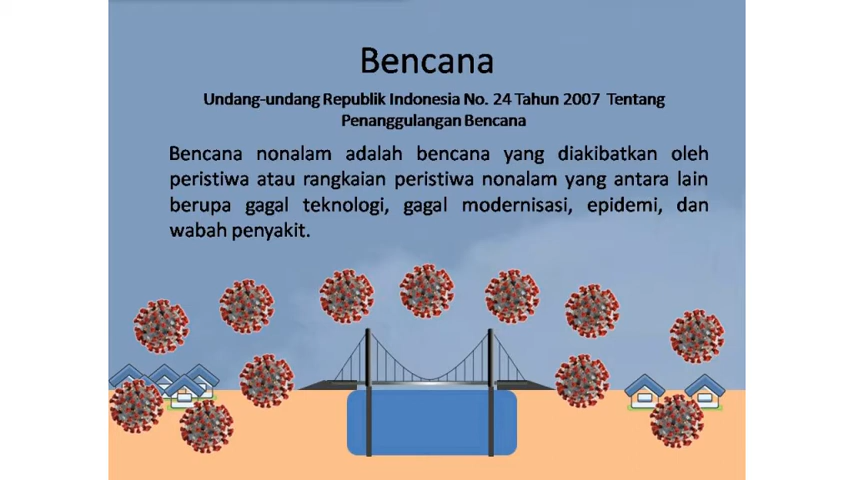 Bencana
Undang-undang Republik Indonesia No. 24 Tahun 2007 Tentang
Penanggulangan Bencana
Bencana nonalam adalah bencana yang diakibatkan oleh
peristiwa atau rangkaian peristiwa nonalam yang antara lain
berupa gagal teknologi, gagal modernisasi, epidemi, dan
wabah penyakit.